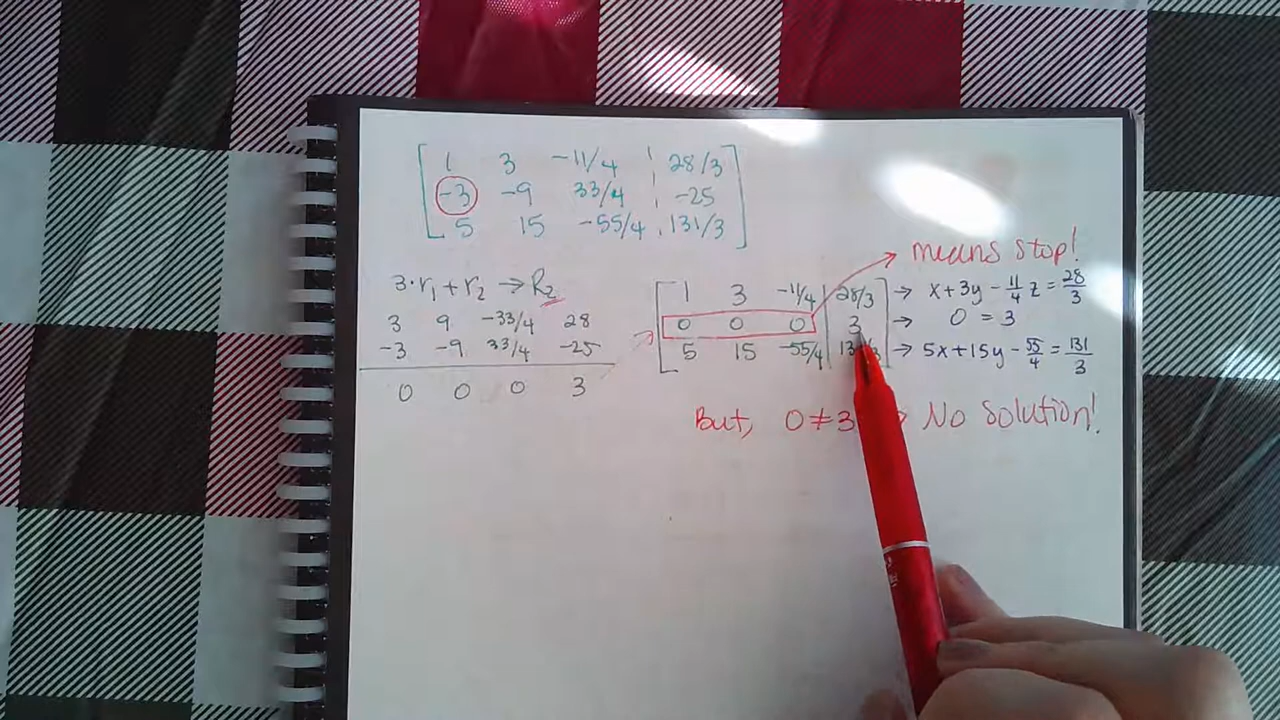 1 3 -11/4 28/3
-3 -9 33/4 -25
5 15 -55/4 131/3
means stop!
3·r₁ + r₂ → R₂
3 9 -33/4 28
-3 -9 33/4 -25
0 0 0 3
1 3 -11/4 | 28/3 → x+3y-11/4 z=28/3
0 0 0 | 3 → 0 = 3
5 15 -55/4 | → 5x+15y-55/4=131/3
But, 0≠3 No Solution!